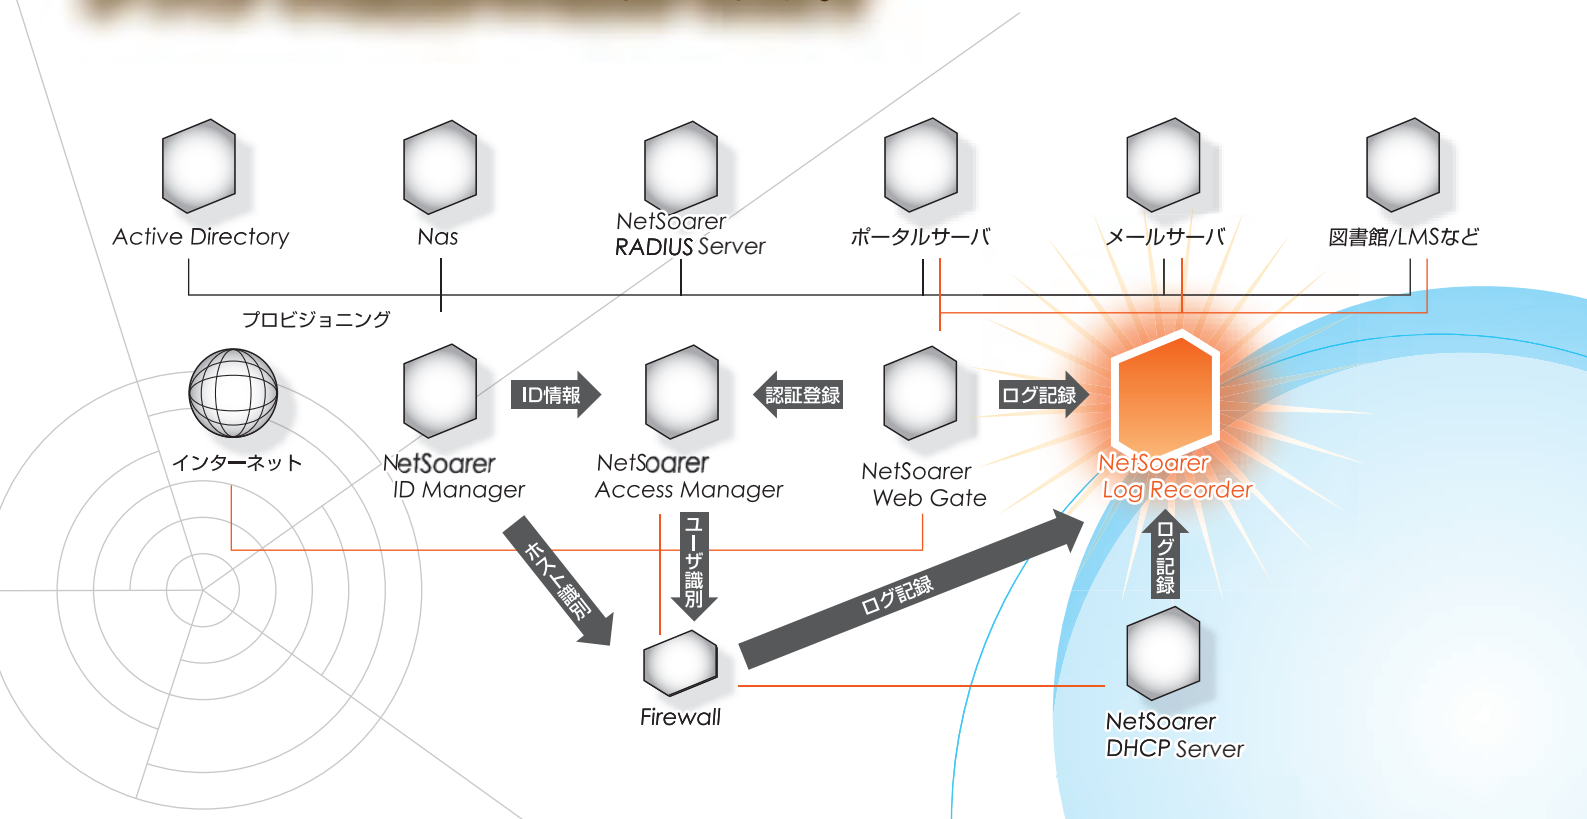 Active Directory
Nas
NetSoarer
RADIUS Server
ポータルサーバ
メールサーバ
図書館/LMSなど
プロビジョニング
ID情報
認証登録
ログ記録
インターネット
NetSoarer
ID Manager
NetSoarer
Access Manager
NetSoarer
Web Gate
NetSoarer
Log Recorder
ホスト識別
ユーザ識別
ログ記録
ログ記録
Firewall
NetSoarer
DHCP Server